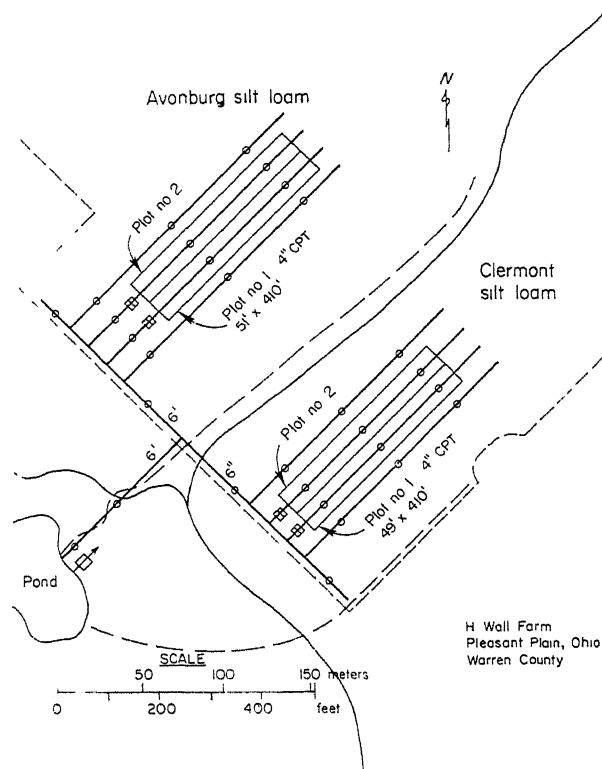 N
Avonburg silt loam
Plot no 2
Plot no 1 4" CPT
51' x 410'
Clermont
silt loam
Plot no 2
Plot no 1 4" CPT
49' x 410'
6'
6'
6"
Pond
H Wall Farm
Pleasant Plain, Ohio
Warren County
SCALE
50 100 150 meters
0 200 400 feet